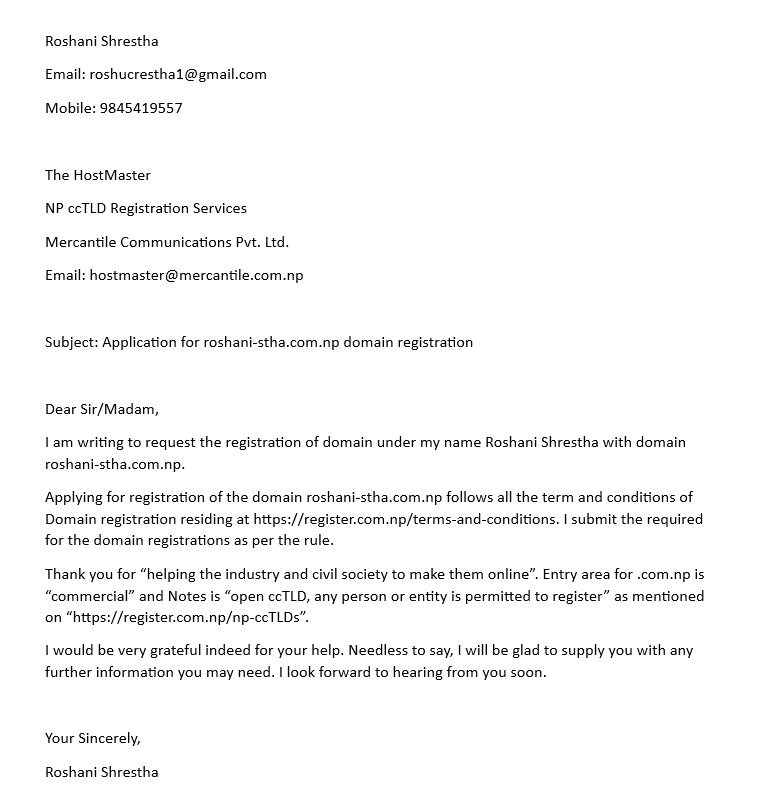 Roshani Shrestha
Email: roshucrestha1@gmail.com
Mobile: 9845419557
The HostMaster
NP ccTLD Registration Services
Mercantile Communications Pvt. Ltd.
Email: hostmaster@mercantile.com.np
Subject: Application for roshani-stha.com.np domain registration
Dear Sir/Madam,
I am writing to request the registration of domain under my name Roshani Shrestha with domain
roshani-stha.com.np.
Applying for registration of the domain roshani-stha.com.np follows all the term and conditions of
Domain registration residing at https://register.com.np/terms-and-conditions. I submit the required
for the domain registrations as per the rule.
Thank you for “helping the industry and civil society to make them online”. Entry area for .com.np is
“commercial” and Notes is “open ccTLD, any person or entity is permitted to register” as mentioned
on “https://register.com.np/np-ccTLDs”.
I would be very grateful indeed for your help. Needless to say, I will be glad to supply you with any
further information you may need. I look forward to hearing from you soon.
Your Sincerely,
Roshani Shrestha